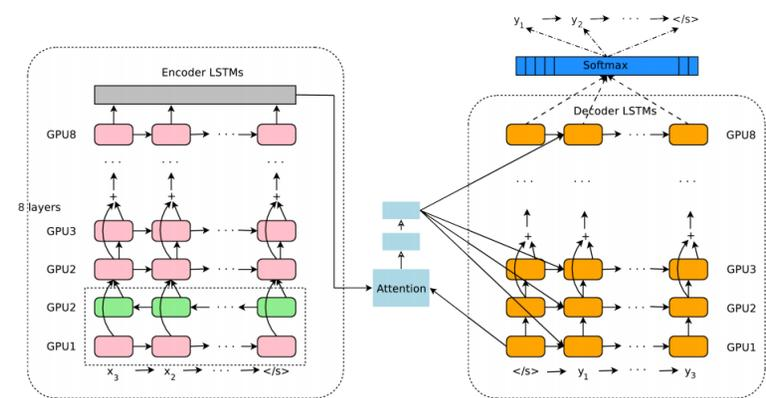 y1 y2 ··· </s>
Softmax
Encoder LSTMs
Decoder LSTMs
GPU8
GPU8
8 layers
GPU3
GPU2
GPU2
GPU1
x3 x2 ··· </s>
Attention
GPU3
GPU2
GPU1
</s> y1 ··· y3